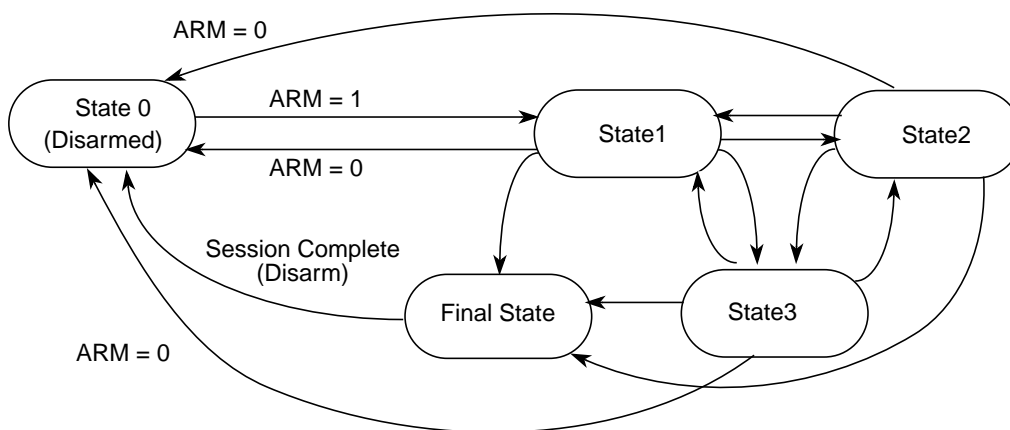 ARM = 0
State 0
(Disarmed)
ARM = 1
ARM = 0
State1
State2
Session Complete
(Disarm)
Final State
State3
ARM = 0